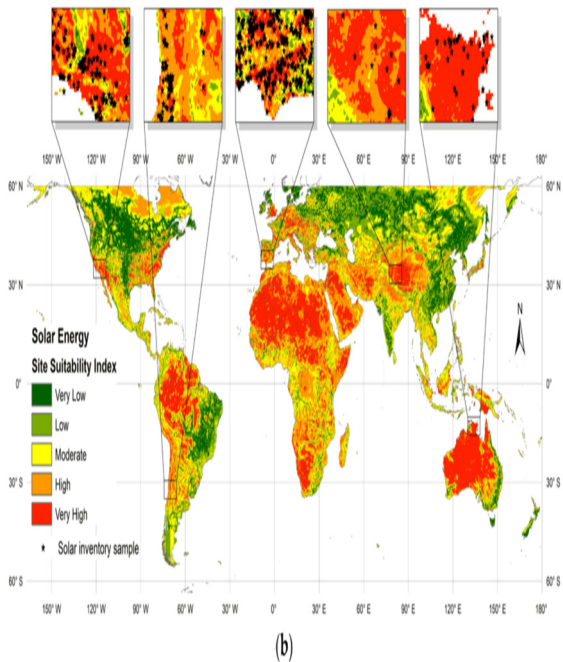 150° W 120° W 90° W 60° W 30° W 0° 30° E 60° E 90° E 120° E 150° E 180°
60° N 60° N
30° N 30° N
N
Solar Energy
Site Suitability Index
0° 0°
Very Low
Low
Moderate
High
30° S 30° S
Very High
Solar inventory sample
60° S 60° S
150° W 120° W 90° W 60° W 30° W 0° 30° E 60° E 90° E 120° E 150° E 180°
(b)